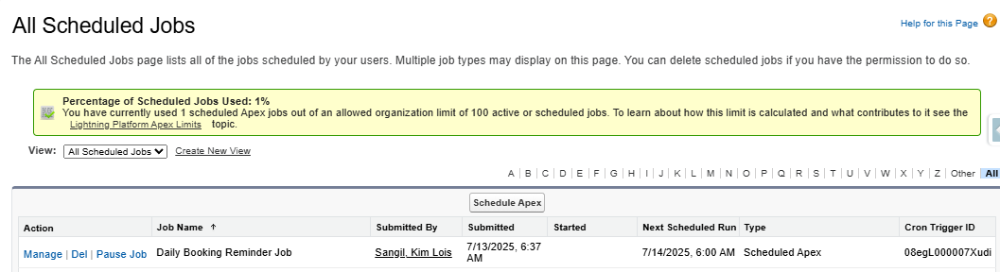 All Scheduled Jobs
Help for this Page ?
The All Scheduled Jobs page lists all of the jobs scheduled by your users. Multiple job types may display on this page. You can delete scheduled jobs if you have the permission to do so.
Percentage of Scheduled Jobs Used: 1%
You have currently used 1 scheduled Apex jobs out of an allowed organization limit of 100 active or scheduled jobs. To learn about how this limit is calculated and what contributes to it see the
Lightning Platform Apex Limits topic.
View: All Scheduled Jobs Create New View
A | B | C | D | E | F | G | H | I | J | K | L | M | N | O | P | Q | R | S | T | U | V | W | X | Y | Z | Other | All
Schedule Apex
Action Job Name ↑ Submitted By Submitted Started Next Scheduled Run Type Cron Trigger ID
Manage | Del | Pause Job Daily Booking Reminder Job Sangil, Kim Lois 7/13/2025, 6:37 7/14/2025, 6:00 AM Scheduled Apex 08egL000007Xudi
AM